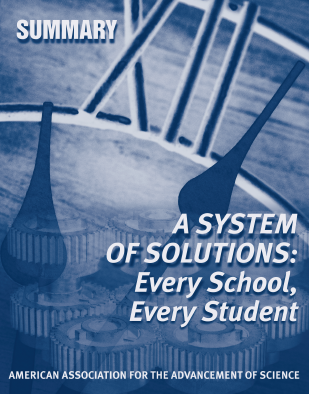 SUMMARY
A SYSTEM
OF SOLUTIONS:
Every School,
Every Student
AMERICAN ASSOCIATION FOR THE ADVANCEMENT OF SCIENCE